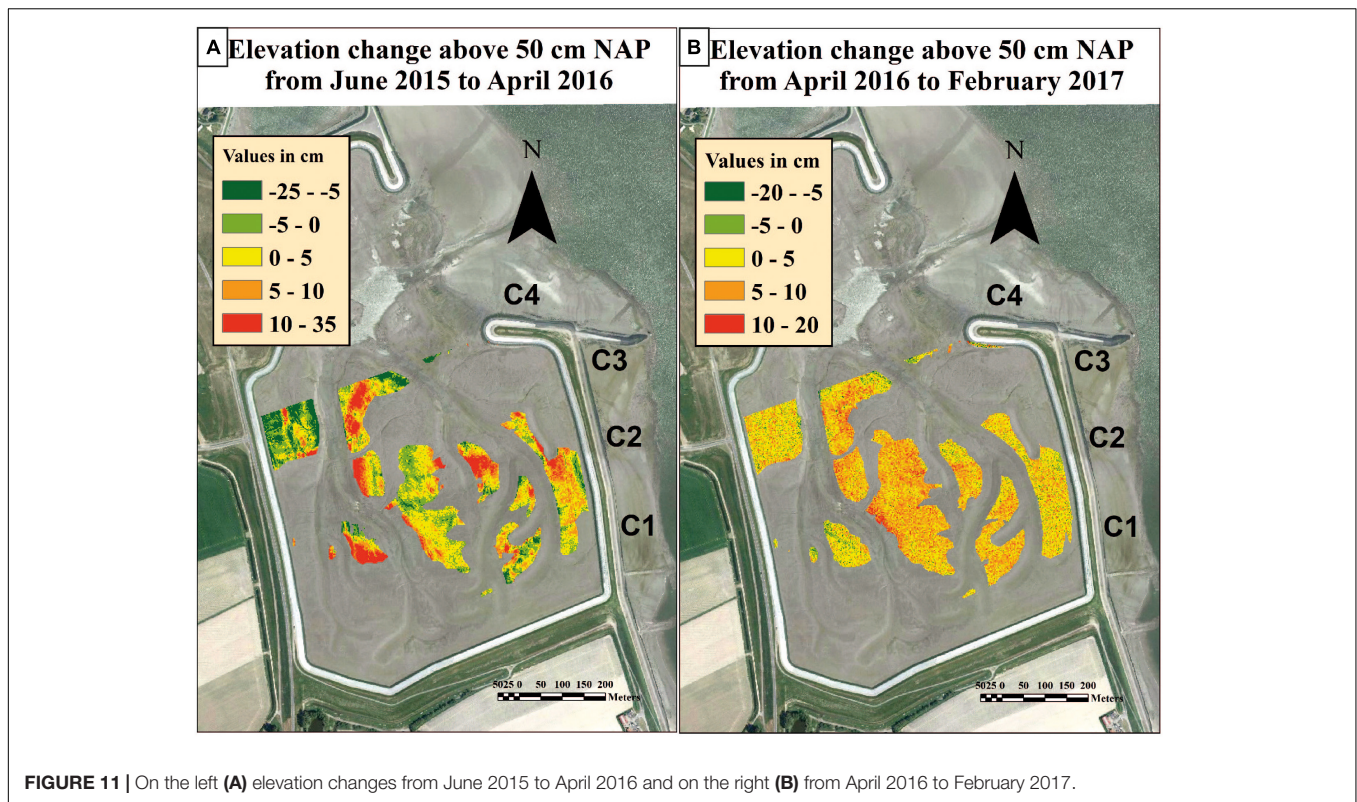 A Elevation change above 50 cm NAP
from June 2015 to April 2016
Values in cm
-25 - -5
-5 - 0
0 - 5
5 - 10
10 - 35
N
C4
C3
C2
C1
5025 0 50 100 150 200
Meters
B Elevation change above 50 cm NAP
from April 2016 to February 2017
Values in cm
-20 - -5
-5 - 0
0 - 5
5 - 10
10 - 20
N
C4
C3
C2
C1
5025 0 50 100 150 200
Meters
FIGURE 11 | On the left (A) elevation changes from June 2015 to April 2016 and on the right (B) from April 2016 to February 2017.